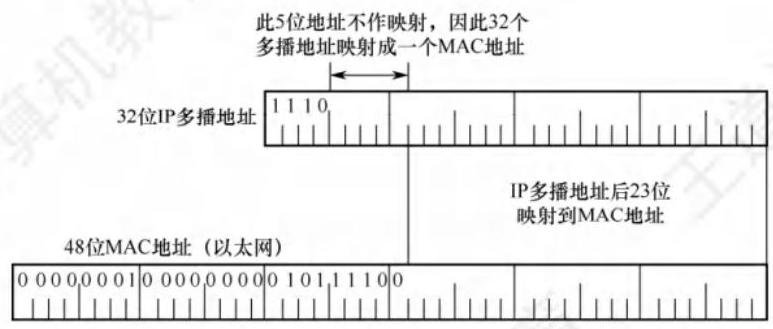 此5位地址不作映射，因此32个
多播地址映射成一个MAC地址
32位IP多播地址
1 1 1 0
IP多播地址后23位
映射到MAC地址
48位MAC地址（以太网）
0 0 0 0 0 0 0 1 0 0 0 0 0 0 0 0 0 1 0 1 1 1 1 0 0